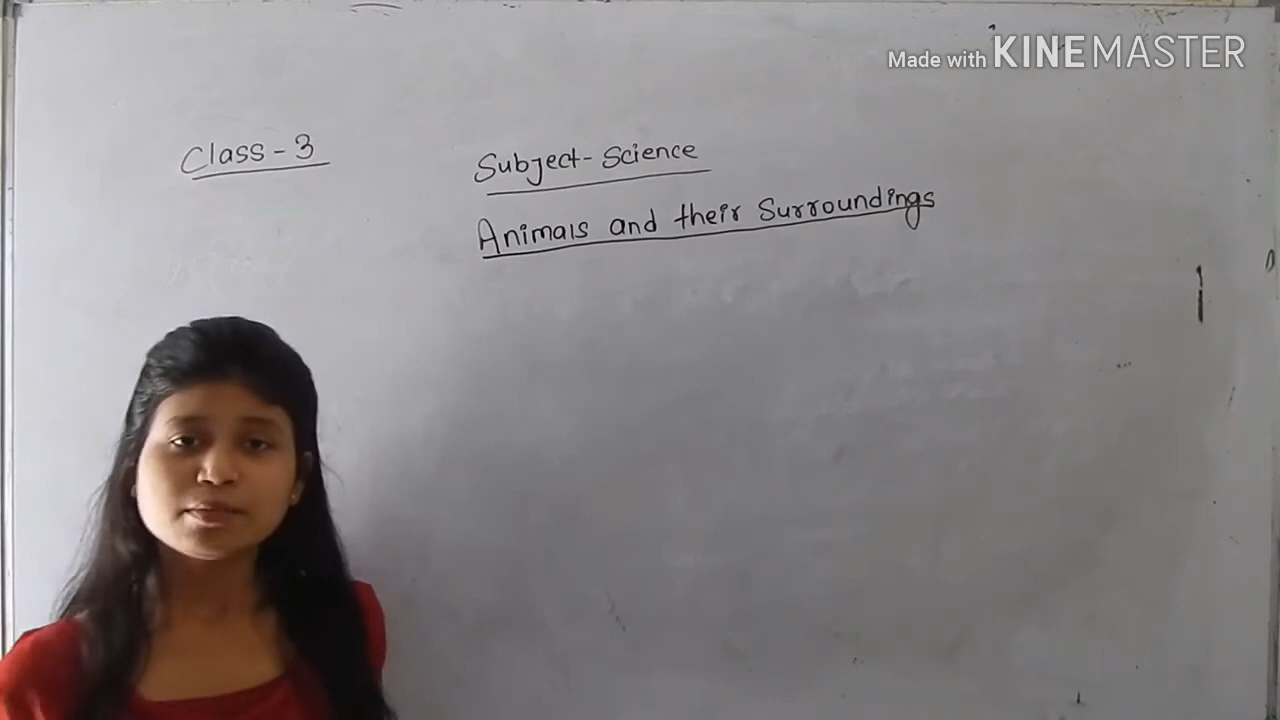 Made with KINEMASTER
Class - 3
Subject - Science
Animals and their Surroundings